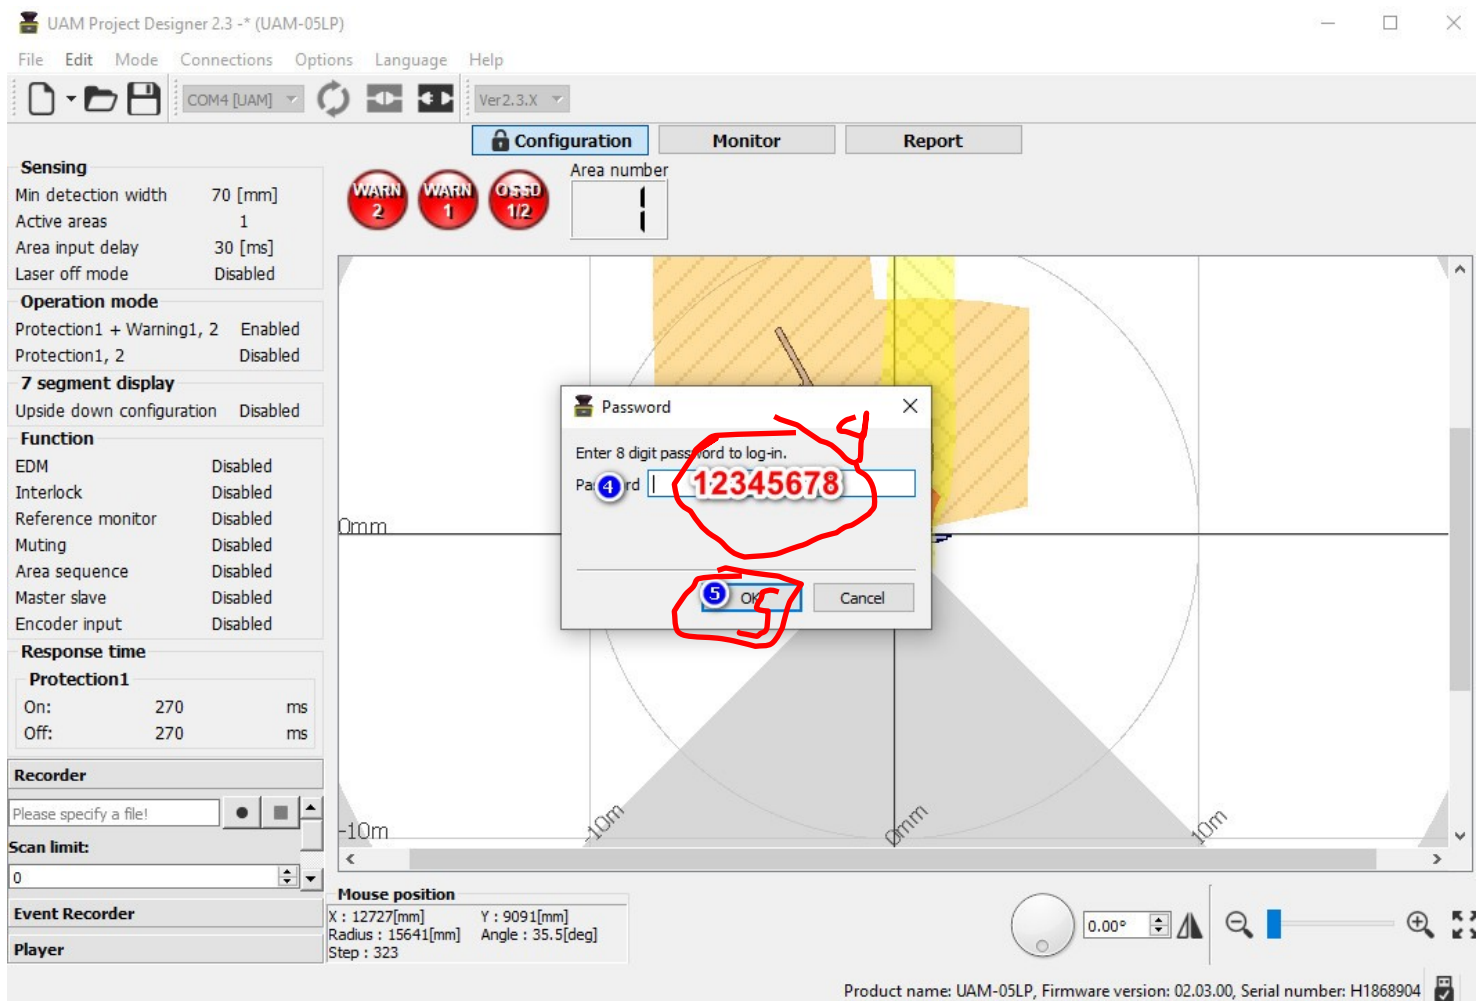 UAM Project Designer 2.3 -* (UAM-05LP)
File Edit Mode Connections Options Language Help
COM4 [UAM] Ver2.3.X
Configuration Monitor Report
Sensing
Min detection width 70 [mm]
Active areas 1
Area input delay 30 [ms]
Laser off mode Disabled
Operation mode
Protection1 + Warning1, 2 Enabled
Protection1, 2 Disabled
7 segment display
Upside down configuration Disabled
Function
EDM Disabled
Interlock Disabled
Reference monitor Disabled
Muting Disabled
Area sequence Disabled
Master slave Disabled
Encoder input Disabled
Response time
Protection1
On: 270 ms
Off: 270 ms
Recorder
Please specify a file!
Scan limit:
0
Event Recorder
Player
WARN 2
WARN 1
OSSD 1/2
Area number
1
Password
Enter 8 digit password to log-in.
4
12345678
5 OK Cancel
5
0mm
-10m
-10m 0mm 10m
Mouse position
X : 12727[mm] Y : 9091[mm]
Radius : 15641[mm] Angle : 35.5[deg]
Step : 323
0.00°
Product name: UAM-05LP, Firmware version: 02.03.00, Serial number: H1868904